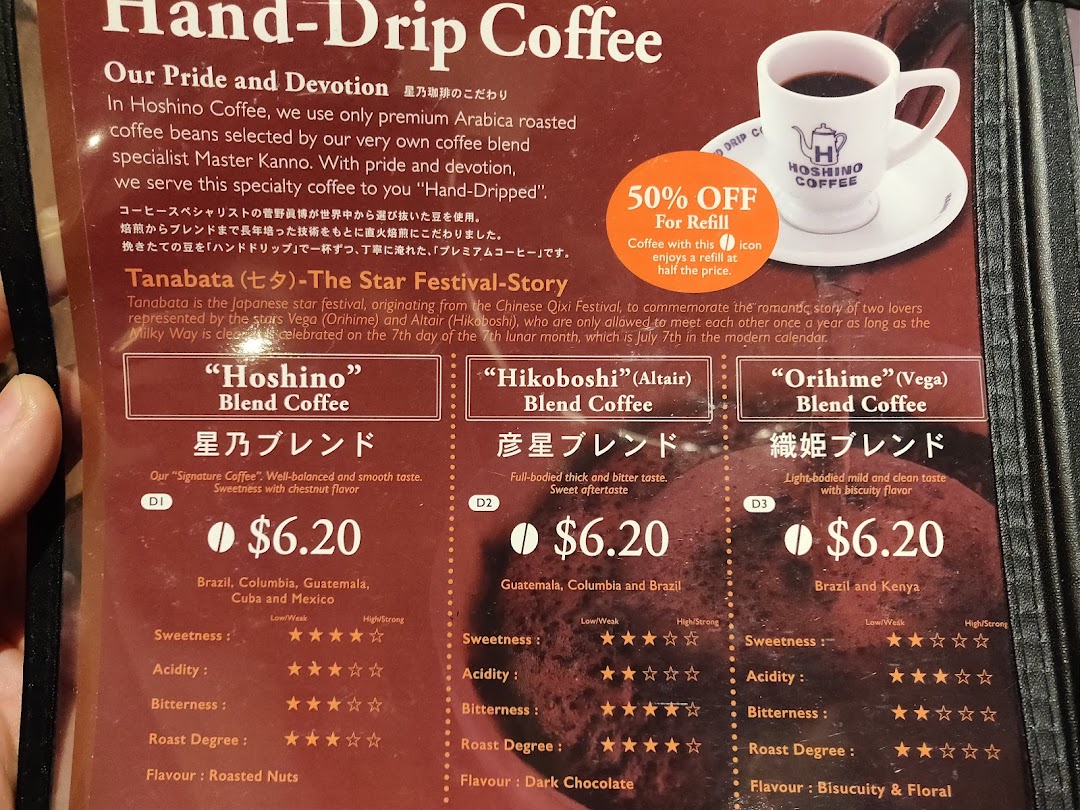 Hand-Drip Coffee
Our Pride and Devotion 星乃珈琲のこだわり
In Hoshino Coffee, we use only premium Arabica roasted
coffee beans selected by our very own coffee blend
specialist Master Kanno. With pride and devotion,
we serve this specialty coffee to you "Hand-Dripped".
コーヒースペシャリストの菅野眞博が世界中から選び抜いた豆を使用。
焙煎からブレンドまで長年培った技術をもとに直火焙煎にこだわりました。
挽きたての豆を「ハンドドリップ」で一杯ずつ、丁寧に淹れた、「プレミアムコーヒー」です。
DRIP
H
HOSHINO
COFFEE
50% OFF
For Refill
Coffee with this icon
enjoys a refill at
half the price.
Tanabata (七夕)-The Star Festival-Story
Tanabata is the Japanese star festival, originating from the Chinese Qixi Festival, to commemorate the romantic story of two lovers
represented by the stars Vega (Orihime) and Altair (Hikoboshi), who are only allowed to meet each other once a year as long as the
Milky Way is celebrated on the 7th day of the 7th lunar month, which is July 7th in the modern calendar.
"Hoshino"
Blend Coffee
星乃ブレンド
Our "Signature Coffee". Well-balanced and smooth taste.
Sweetness with chestnut flavor
D1
$6.20
Brazil, Columbia, Guatemala,
Cuba and Mexico
Low/Weak High/Strong
Sweetness : ★★★★☆
Acidity : ★★★☆☆
Bitterness : ★★★☆☆
Roast Degree : ★★★☆☆
Flavour : Roasted Nuts
"Hikoboshi" (Altair)
Blend Coffee
彦星ブレンド
Full-bodied thick and bitter taste.
Sweet aftertaste
D2
$6.20
Guatemala, Columbia and Brazil
Low/Weak High/Strong
Sweetness : ★★★☆☆
Acidity : ★★☆☆☆
Bitterness : ★★★★☆
Roast Degree : ★★★★☆
Flavour : Dark Chocolate
"Orihime" (Vega)
Blend Coffee
織姫ブレンド
Light-bodied mild and clean taste
with biscuity flavor
D3
$6.20
Brazil and Kenya
Low/Weak High/Strong
Sweetness : ★★☆☆☆
Acidity : ★★★☆☆
Bitterness : ★★☆☆☆
Roast Degree : ★★☆☆☆
Flavour : Bisucuity & Floral